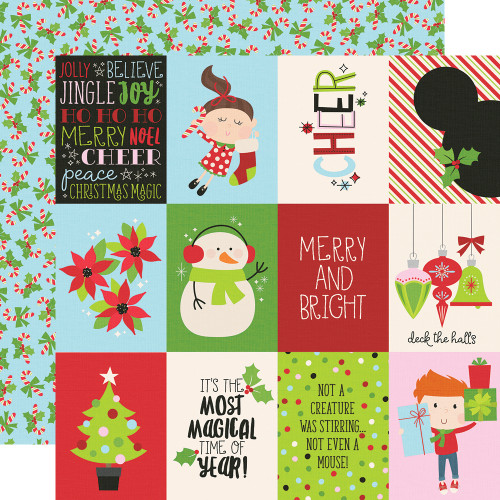 JOLLY BELIEVE
JINGLE JOY
HO HO HO
MERRY NOEL
CHEER
peace
CHRISTMAS MAGIC
CHEER
MERRY
AND
BRIGHT
deck the halls
IT'S THE
MOST
MAGICAL
TIME OF
YEAR!
NOT A
CREATURE
WAS STIRRING...
NOT EVEN A
MOUSE!